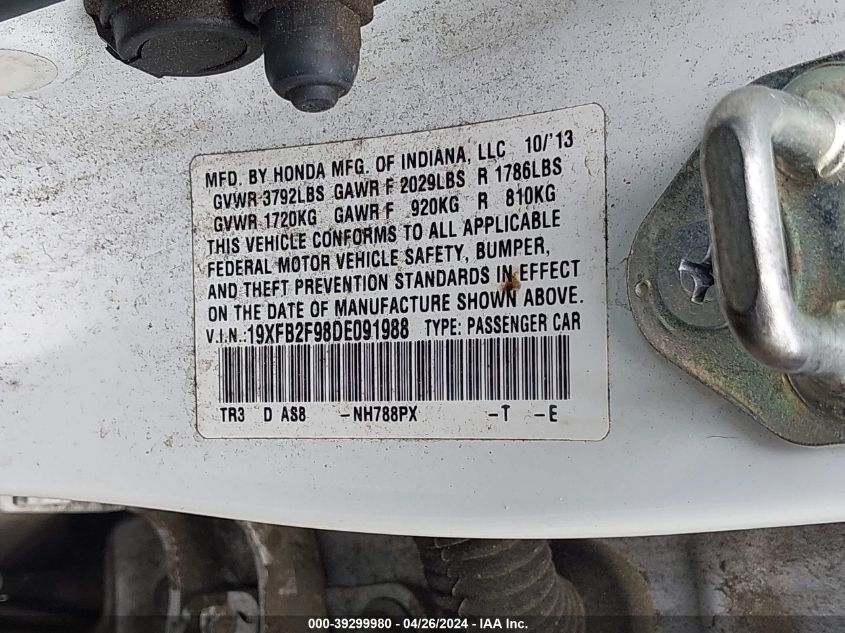 MFD. BY HONDA MFG. OF INDIANA, LLC 10/'13
GVWR 3792LBS GAWR F 2029LBS R 1786LBS
GVWR 1720KG GAWR F 920KG R 810KG
THIS VEHICLE CONFORMS TO ALL APPLICABLE
FEDERAL MOTOR VEHICLE SAFETY, BUMPER,
AND THEFT PREVENTION STANDARDS IN EFFECT
ON THE DATE OF MANUFACTURE SHOWN ABOVE.
V.I.N.:19XFB2F98DE091988 TYPE: PASSENGER CAR
TR3 D AS8 -NH788PX -T -E
000-39299980 - 04/26/2024 - IAA Inc.